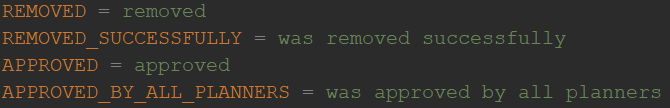 REMOVED = removed
REMOVED_SUCCESSFULLY = was removed successfully
APPROVED = approved
APPROVED_BY_ALL_PLANNERS = was approved by all planners